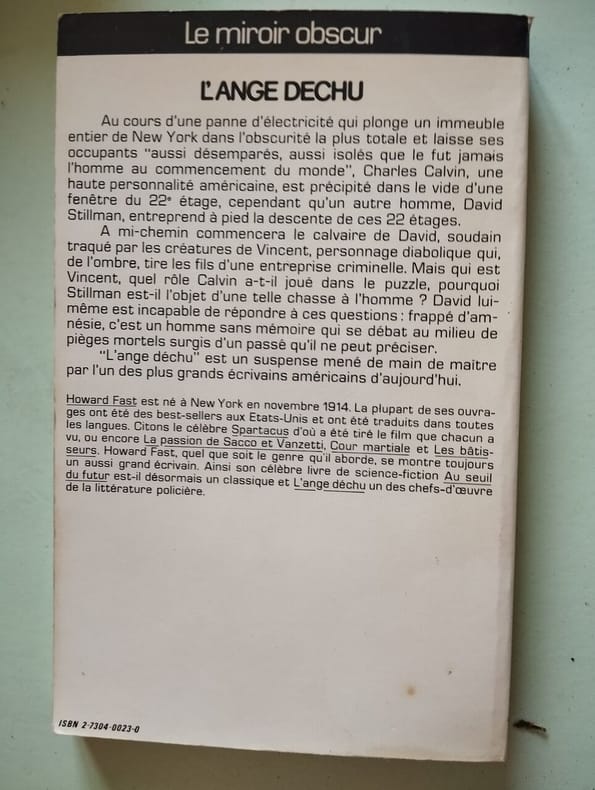 Le miroir obscur
L'ANGE DECHU
Au cours d'une panne d'électricité qui plonge un immeuble
entier de New York dans l'obscurité la plus totale et laisse ses
occupants "aussi désemparés, aussi isolés que le fut jamais
l'homme au commencement du monde", Charles Calvin, une
haute personnalité américaine, est précipité dans le vide d'une
fenêtre du 22e étage, cependant qu'un autre homme, David
Stillman, entreprend à pied la descente de ces 22 étages.
A mi-chemin commencera le calvaire de David, soudain
traqué par les créatures de Vincent, personnage diabolique qui,
de l'ombre, tire les fils d'une entreprise criminelle. Mais qui est
Vincent, quel rôle Calvin a-t-il joué dans le puzzle, pourquoi
Stillman est-il l'objet d'une telle chasse à l'homme ? David lui-
même est incapable de répondre à ces questions : frappé d'am-
nésie, c'est un homme sans mémoire qui se débat au milieu de
pièges mortels surgis d'un passé qu'il ne peut préciser.
"L'ange déchu" est un suspense mené de main de maître
par l'un des plus grands écrivains américains d'aujourd'hui.
Howard Fast est né à New York en novembre 1914. La plupart de ses ouvra-
ges ont été des best-sellers aux Etats-Unis et ont été traduits dans toutes
les langues. Citons le célèbre Spartacus d'où a été tiré le film que chacun a
vu, ou encore La passion de Sacco et Vanzetti, Cour martiale et Les bâtis-
seurs. Howard Fast, quel que soit le genre qu'il aborde, se montre toujours
un aussi grand écrivain. Ainsi son célèbre livre de science-fiction Au seuil
du futur est-il désormais un classique et L'ange déchu un des chefs-d'œuvre
de la littérature policière.
ISBN 2-7304-0023-0